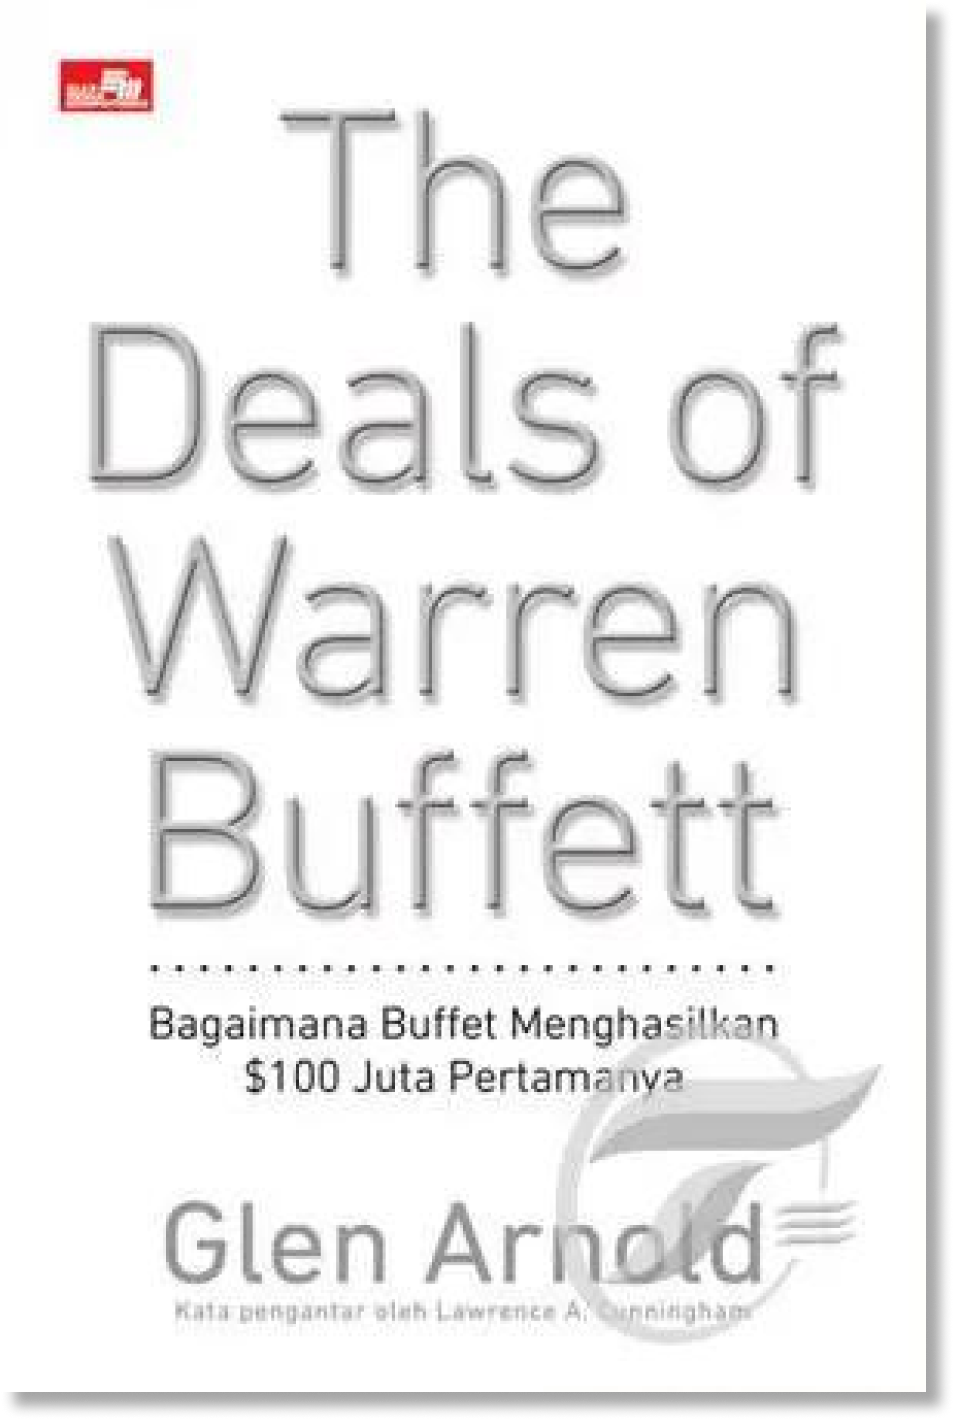 The
Deals of
Warren
Buffett
Bagaimana Buffet Menghasilkan
$100 Juta Pertamanya
Glen Arnold
Kata pengantar oleh Lawrence A. Cunningham